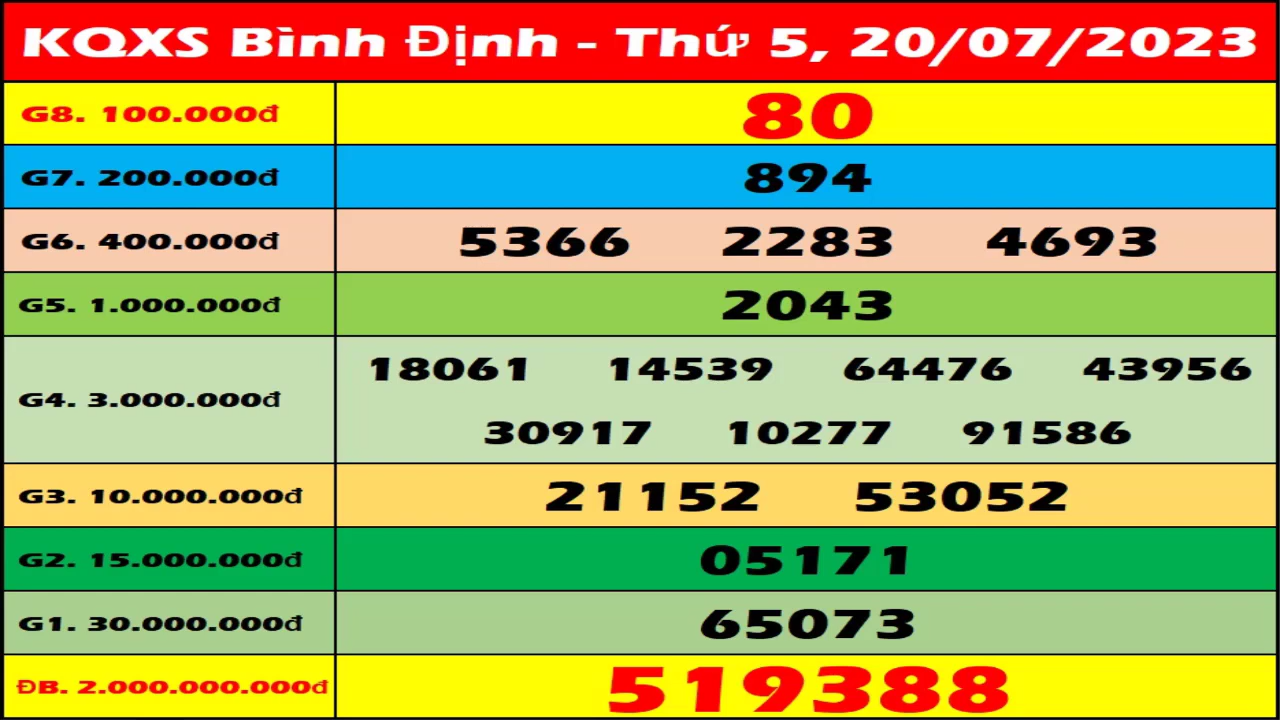 KQXS Bình Định - Thứ 5, 20/07/2023
G8. 100.000đ 80
G7. 200.000đ 894
G6. 400.000đ 5366 2283 4693
G5. 1.000.000đ 2043
G4. 3.000.000đ 18061 14539 64476 43956
30917 10277 91586
G3. 10.000.000đ 21152 53052
G2. 15.000.000đ 05171
G1. 30.000.000đ 65073
ĐB. 2.000.000.000đ 519388